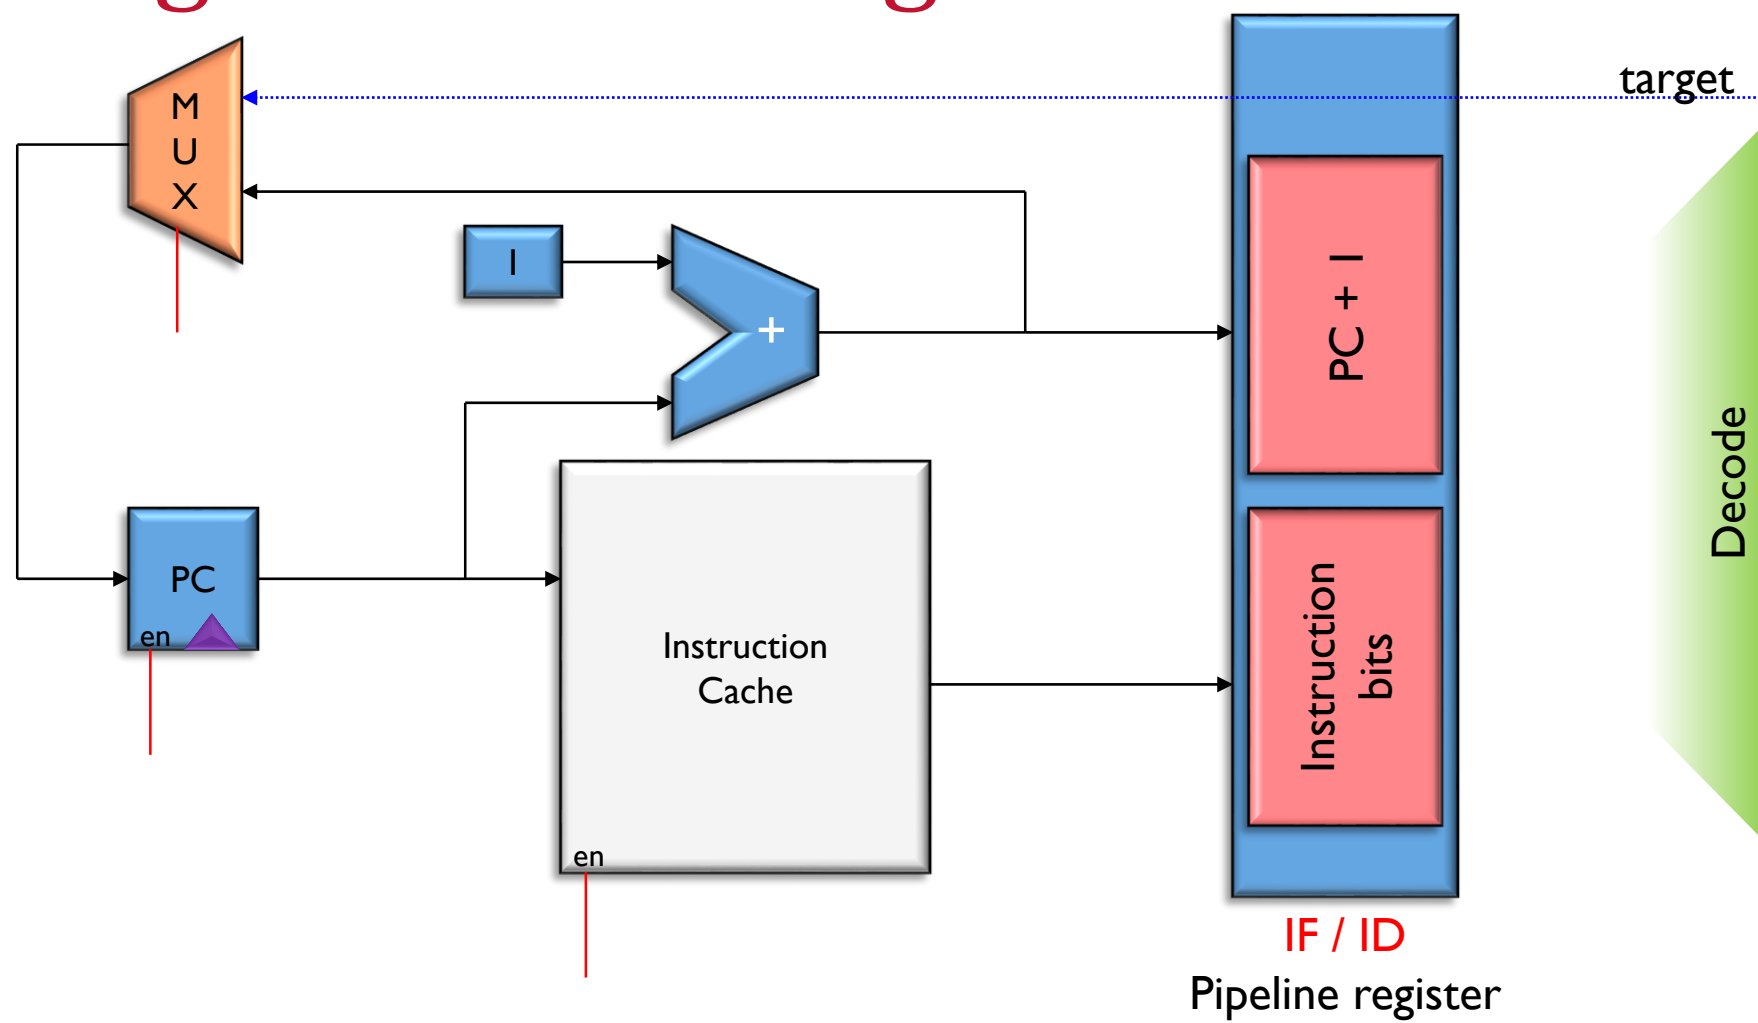 target
M
U
X
1
+
PC + 1
PC
en
Instruction
Cache
en
Instruction
bits
Decode
IF / ID
Pipeline register